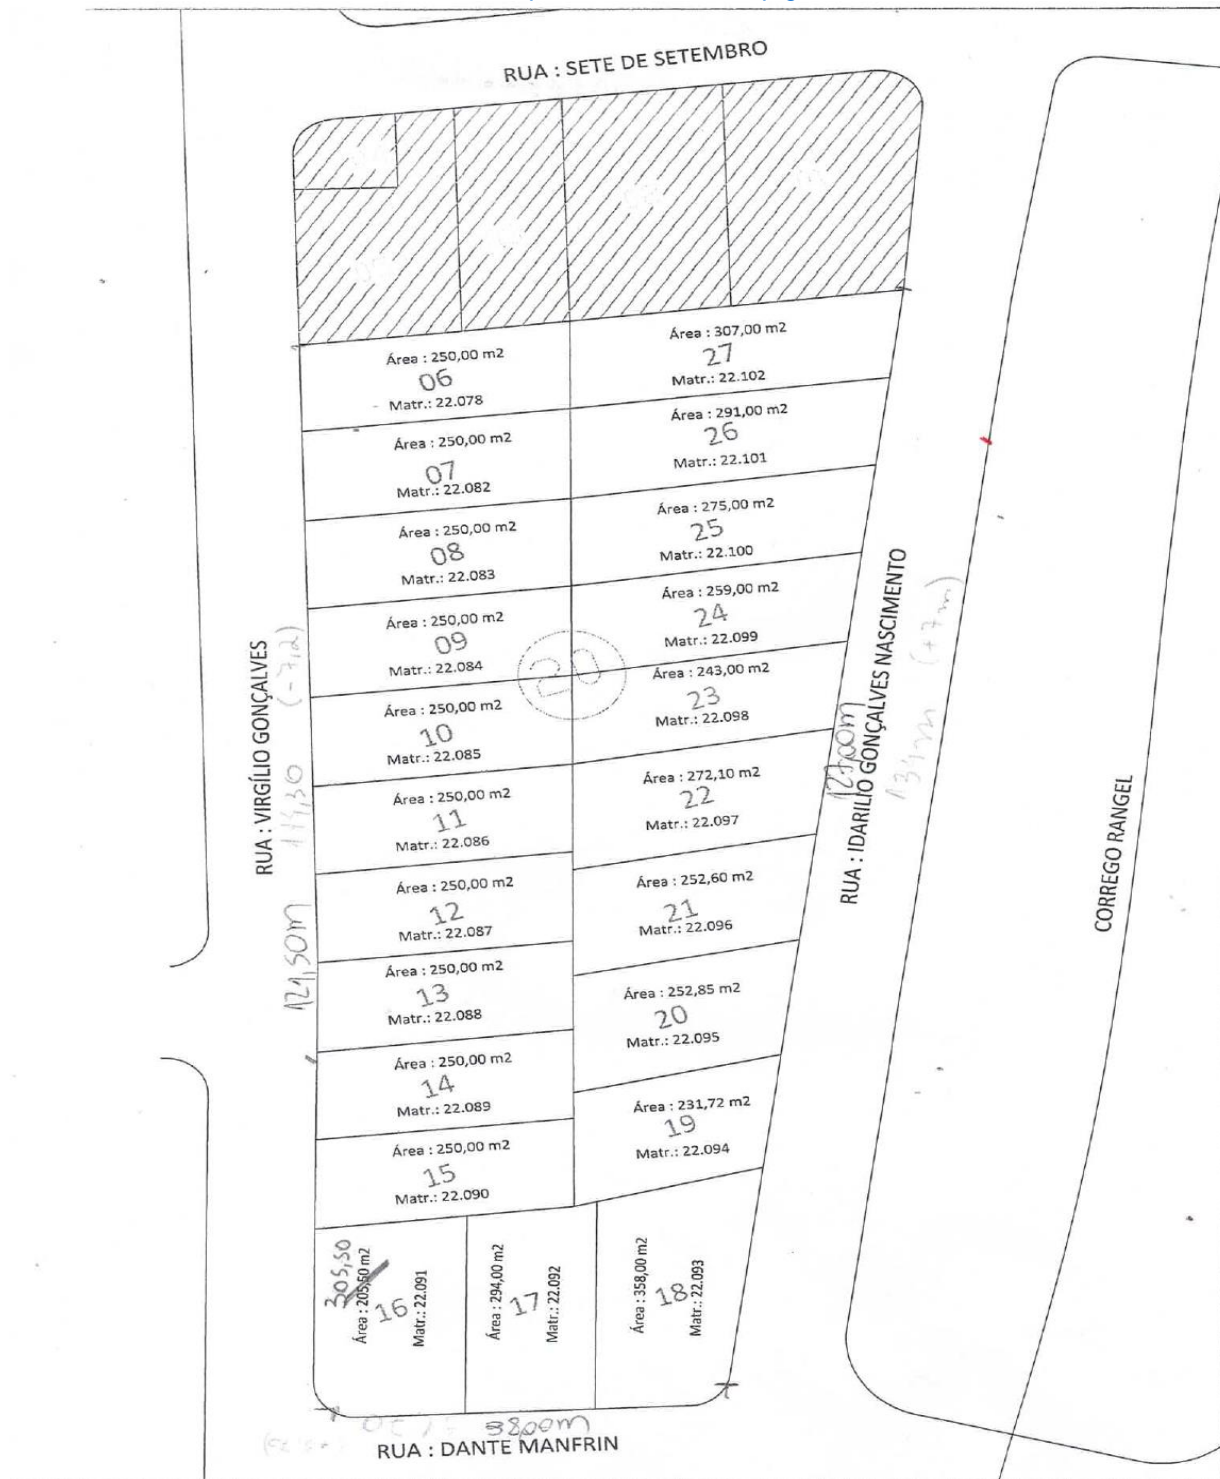 RUA : SETE DE SETEMBRO
Área : 250,00 m2
06
Matr.: 22.078
Área : 307,00 m2
27
Matr.: 22.102
Área : 250,00 m2
07
Matr.: 22.082
Área : 291,00 m2
26
Matr.: 22.101
Área : 250,00 m2
08
Matr.: 22.083
Área : 275,00 m2
25
Matr.: 22.100
Área : 250,00 m2
09
Matr.: 22.084
Área : 259,00 m2
24
Matr.: 22.099
20
Área : 250,00 m2
10
Matr.: 22.085
Área : 243,00 m2
23
Matr.: 22.098
Área : 250,00 m2
11
Matr.: 22.086
Área : 272,10 m2
22
Matr.: 22.097
Área : 250,00 m2
12
Matr.: 22.087
Área : 252,60 m2
21
Matr.: 22.096
Área : 250,00 m2
13
Matr.: 22.088
Área : 252,85 m2
20
Matr.: 22.095
Área : 250,00 m2
14
Matr.: 22.089
Área : 231,72 m2
19
Matr.: 22.094
Área : 250,00 m2
15
Matr.: 22.090
305,50
Área : 205,50 m2
16
Matr.: 22.091
Área : 294,00 m2
17
Matr.: 22.092
Área : 358,00 m2
18
Matr.: 22.093
RUA : VIRGÍLIO GONÇALVES
(-7,2)
121,50m
RUA : IDARILIO GONÇALVES NASCIMENTO
134m (+7m)
CORREGO RANGEL
RUA : DANTE MANFRIN